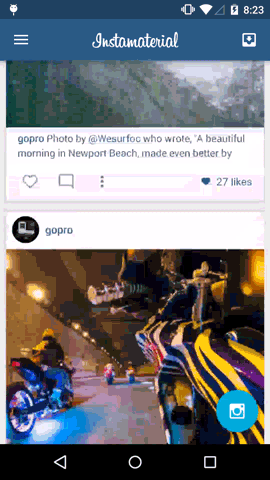 8:23
Instamaterial
gopro Photo by @Wesurfoc who wrote, "A beautiful
morning in Newport Beach, made even better by
27 likes
gopro